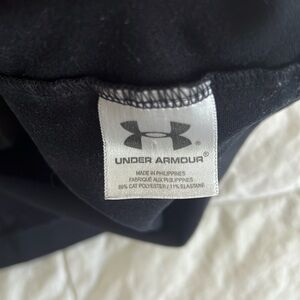 UNDER ARMOUR®
MADE IN PHILIPPINES
FABRIQUÉ AUX PHILIPPINES
89% CAT POLYESTER / 11% ELASTANE